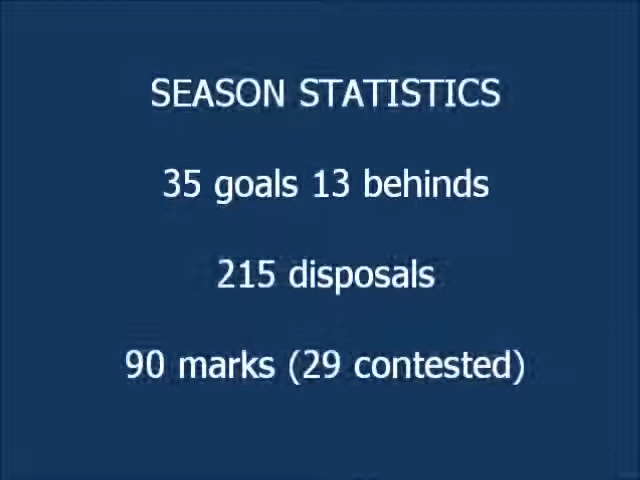 SEASON STATISTICS
35 goals 13 behinds
215 disposals
90 marks (29 contested)